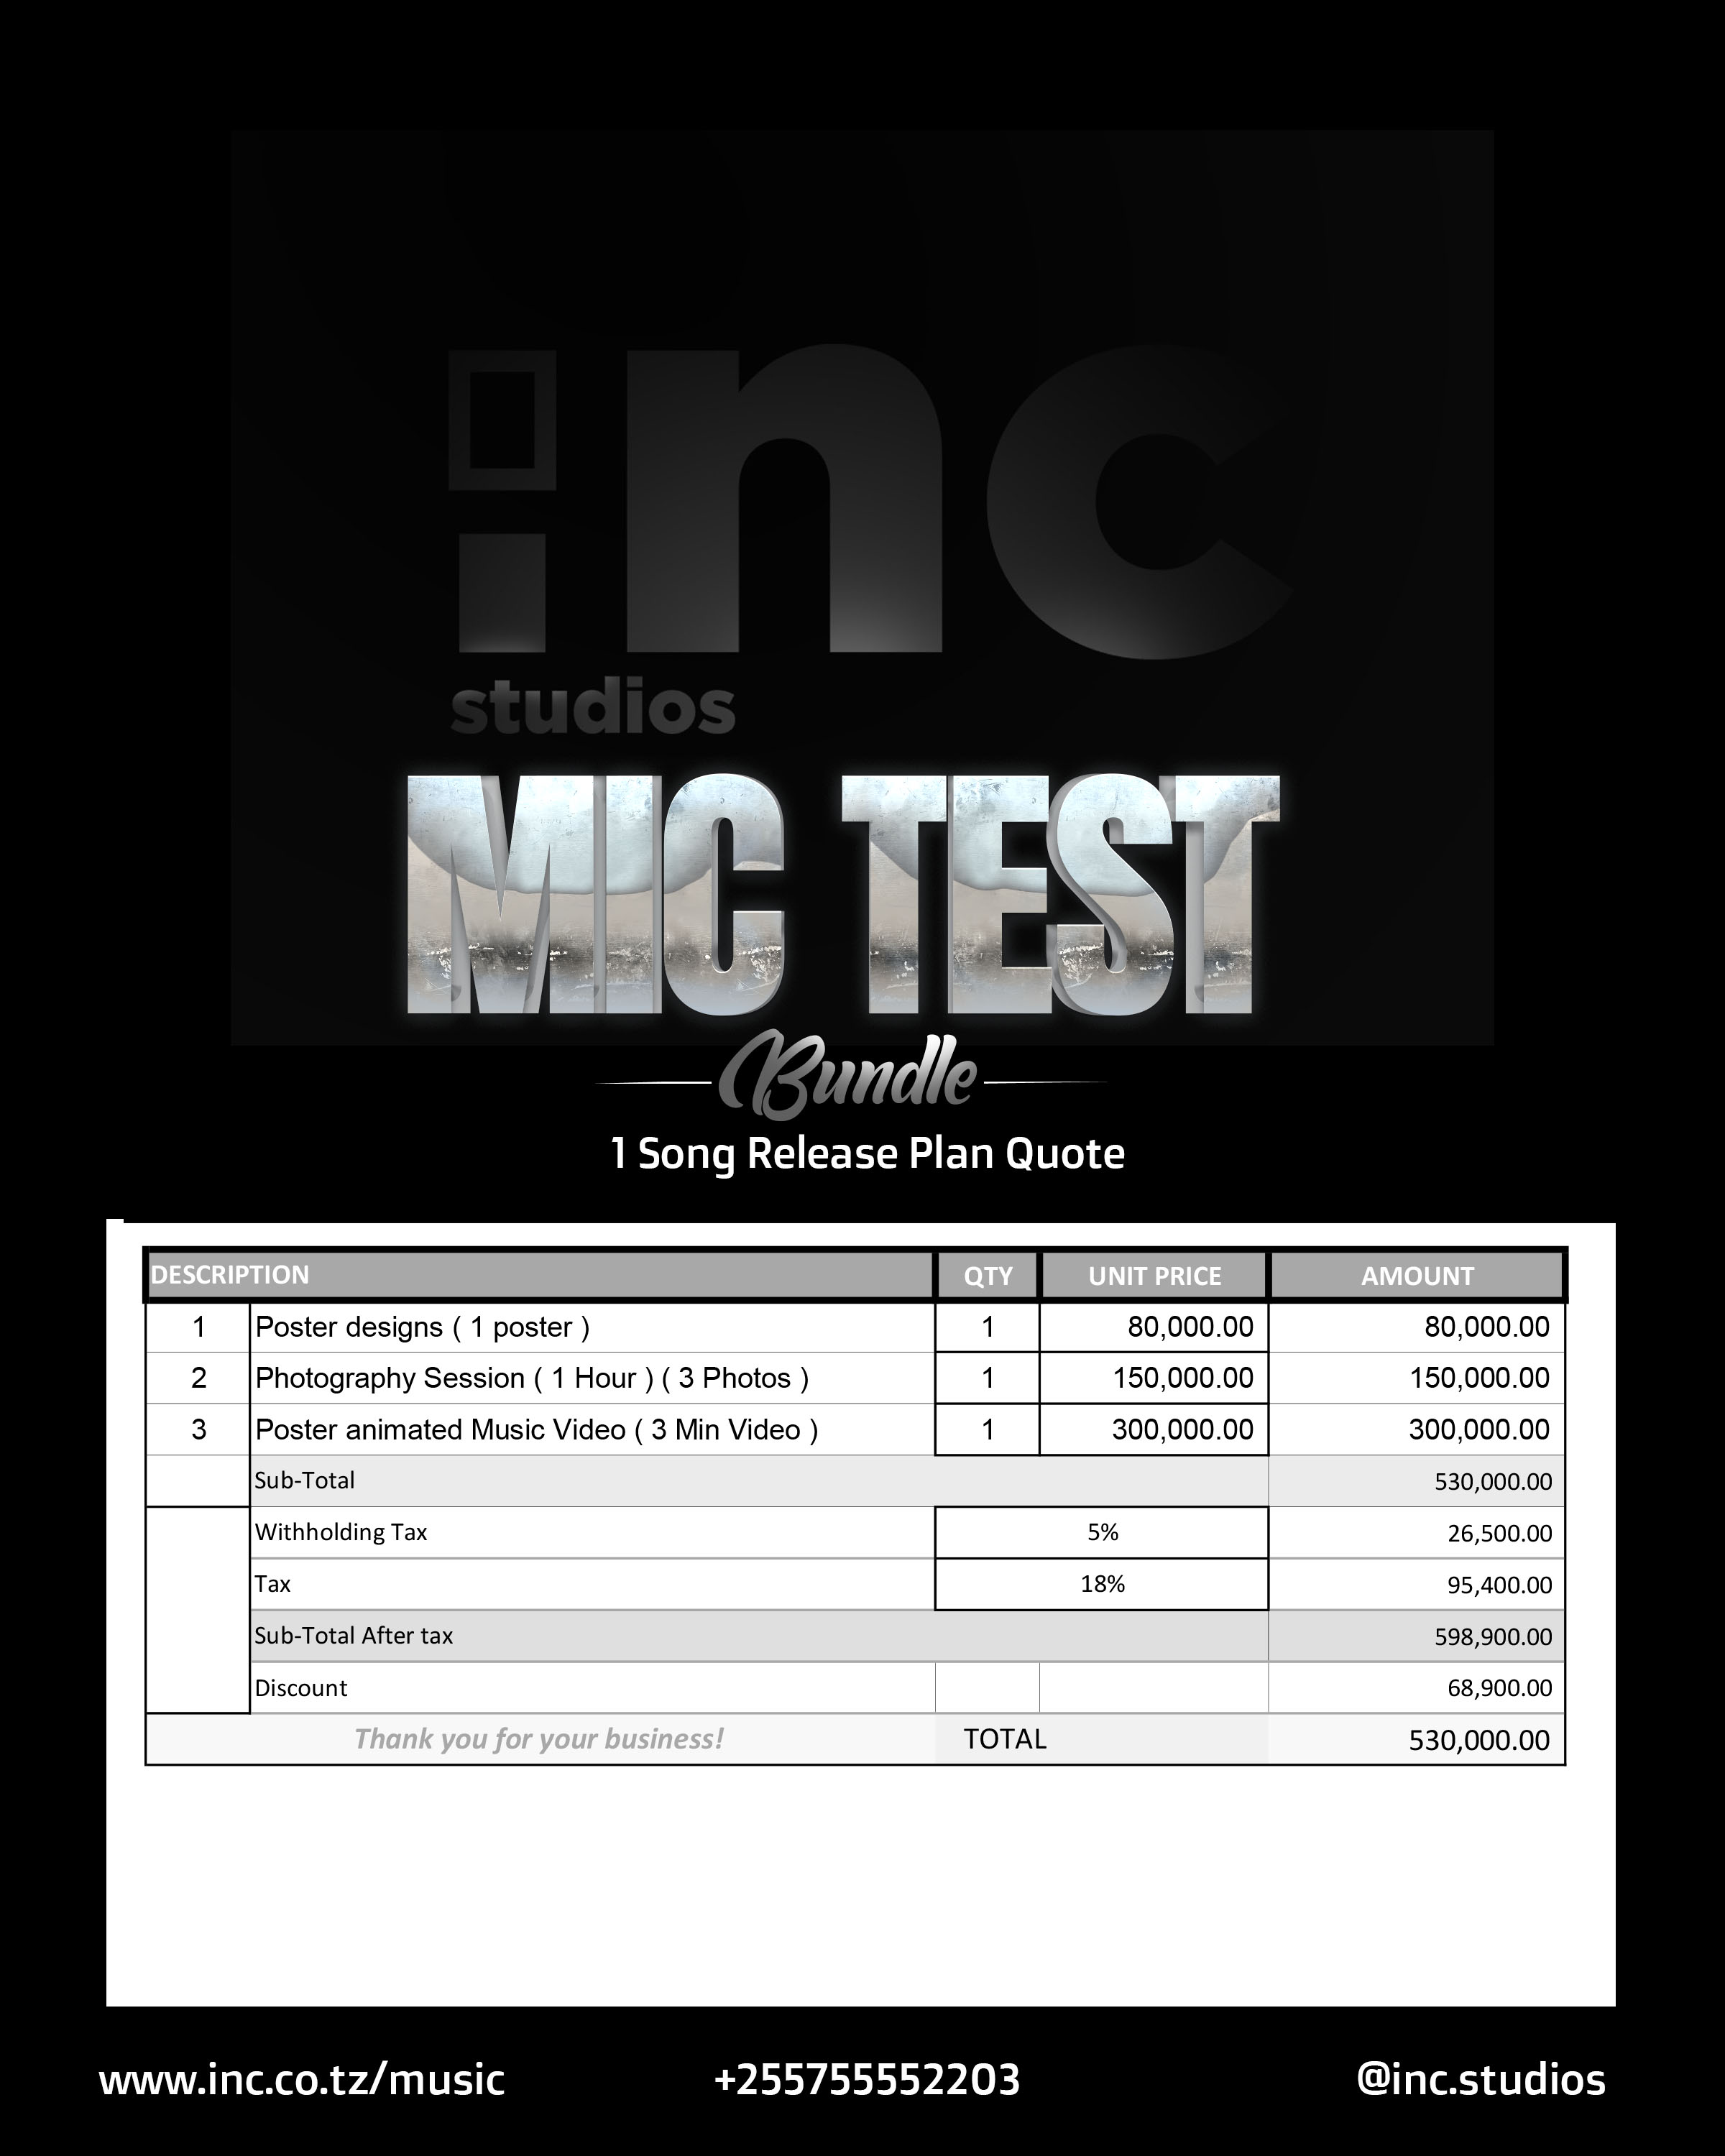 inc
studios
MIC TEST
Bundle
1 Song Release Plan Quote
DESCRIPTION QTY UNIT PRICE AMOUNT
1 Poster designs ( 1 poster ) 1 80,000.00 80,000.00
2 Photography Session ( 1 Hour ) ( 3 Photos ) 1 150,000.00 150,000.00
3 Poster animated Music Video ( 3 Min Video ) 1 300,000.00 300,000.00
Sub-Total 530,000.00
Withholding Tax 5% 26,500.00
Tax 18% 95,400.00
Sub-Total After tax 598,900.00
Discount 68,900.00
Thank you for your business! TOTAL 530,000.00
www.inc.co.tz/music +255755552203 @inc.studios